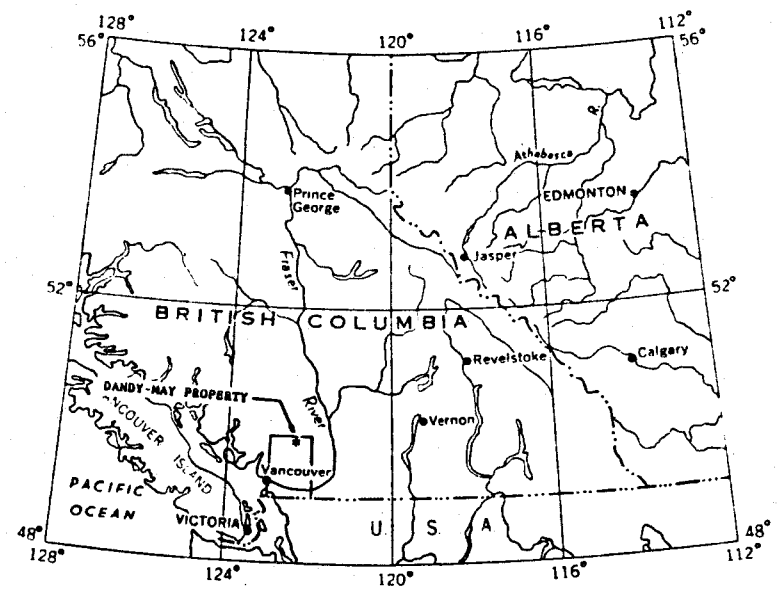 128°
124°
120°
116°
112°
56°
56°
R.
Athabasca
Prince
George
EDMONTON
ALBERTA
Jasper
Fraser
52°
52°
BRITISH COLUMBIA
Revelstoke
Calgary
DANDY-MAY PROPERTY
River
Vernon
VANCOUVER ISLAND
Vancouver
PACIFIC
OCEAN
VICTORIA
U S A
48°
48°
128°
124°
120°
116°
112°